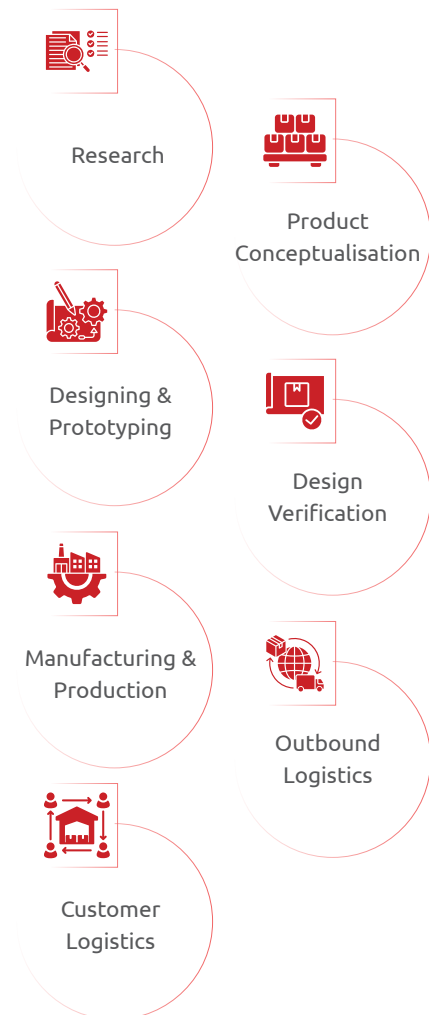 Research
Product
Conceptualisation
Designing &
Prototyping
Design
Verification
Manufacturing &
Production
Outbound
Logistics
Customer
Logistics